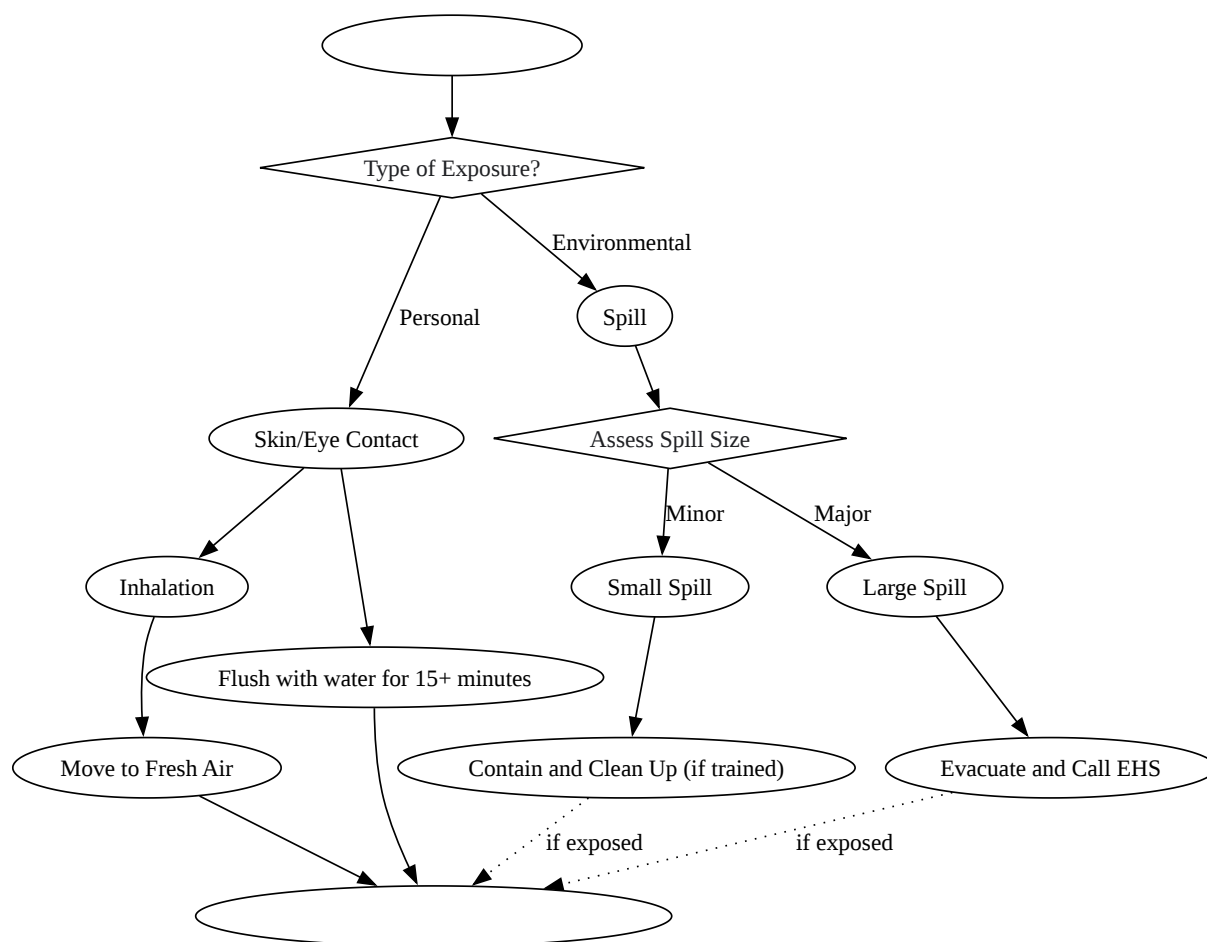 Type of Exposure?
Environmental
Personal
Spill
Skin/Eye Contact
Assess Spill Size
Minor
Major
Inhalation
Small Spill
Large Spill
Flush with water for 15+ minutes
Move to Fresh Air
Contain and Clean Up (if trained)
Evacuate and Call EHS
if exposed
if exposed